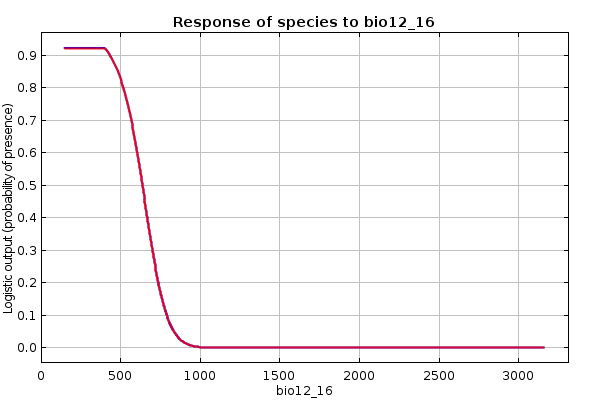 Response of species to bio12_16
Logistic output (probability of presence)
0.9
0.8
0.7
0.6
0.5
0.4
0.3
0.2
0.1
0.0
0 500 1000 1500 2000 2500 3000
bio12_16